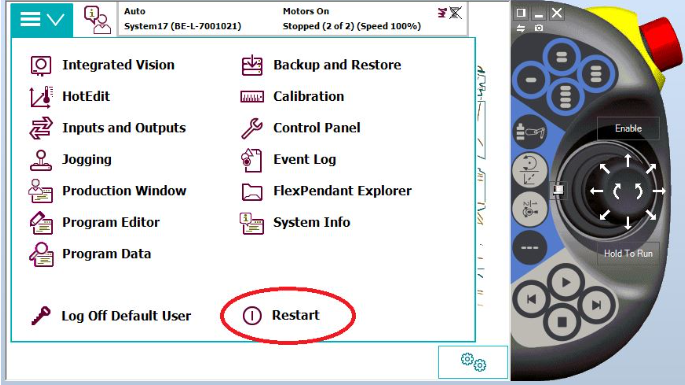 Auto
System17 (BE-L-7001021)
Motors On
Stopped (2 of 2) (Speed 100%)
Integrated Vision
HotEdit
Inputs and Outputs
Jogging
Production Window
Program Editor
Program Data
Log Off Default User
Backup and Restore
Calibration
Control Panel
Event Log
FlexPendant Explorer
System Info
Restart
Enable
Hold To Run